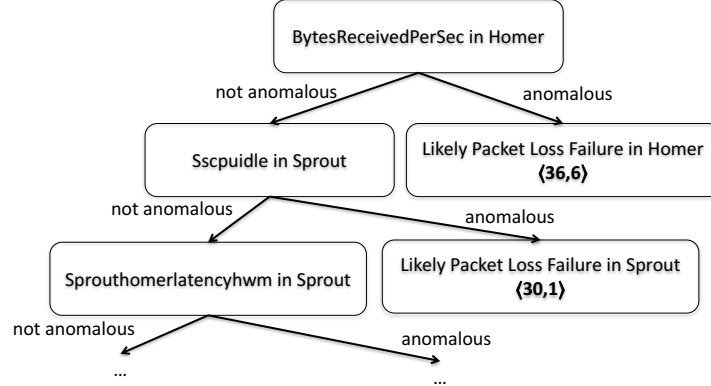 BytesReceivedPerSec in Homer
not anomalous
anomalous
Sscpuidle in Sprout
Likely Packet Loss Failure in Homer
⟨36,6⟩
not anomalous
anomalous
Sprouthomerlatencyhwm in Sprout
Likely Packet Loss Failure in Sprout
⟨30,1⟩
not anomalous
anomalous
...
...